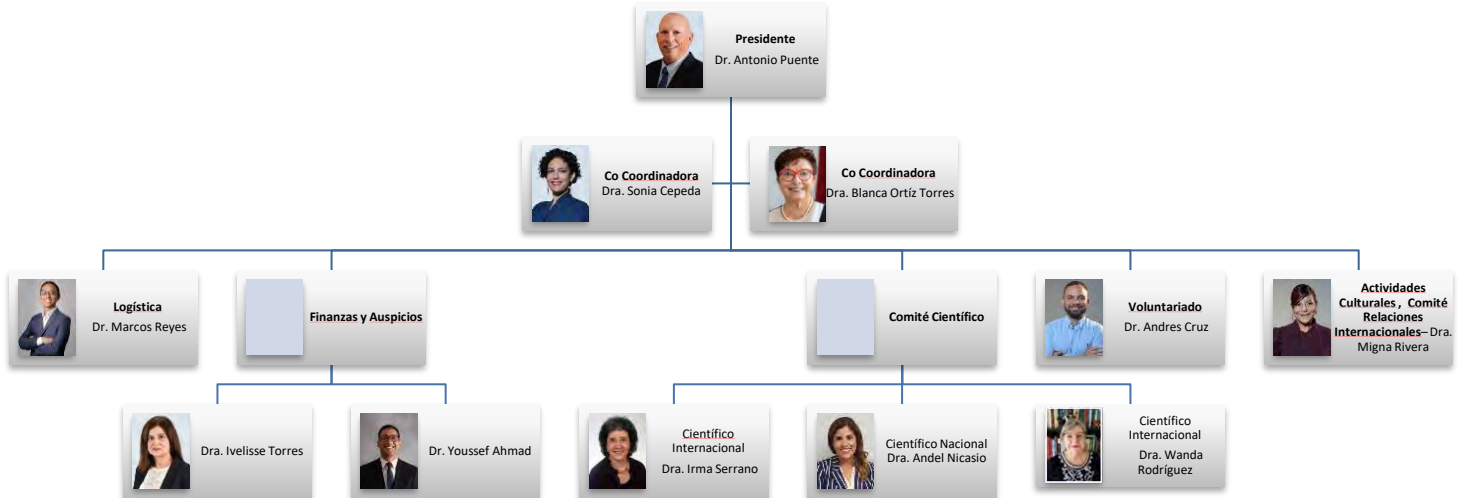 Presidente
Dr. Antonio Puente
Co Coordinadora
Dra. Sonia Cepeda
Co Coordinadora
Dra. Blanca Ortíz Torres
Logística
Dr. Marcos Reyes
Finanzas y Auspicios
Comité Científico
Voluntariado
Dr. Andres Cruz
Actividades
Culturales , Comité
Relaciones
Internacionales– Dra.
Migna Rivera
Dra. Ivelisse Torres
Dr. Youssef Ahmad
Científico
Internacional
Dra. Irma Serrano
Científico Nacional
Dra. Andel Nicasio
Científico
Internacional
Dra. Wanda
Rodríguez